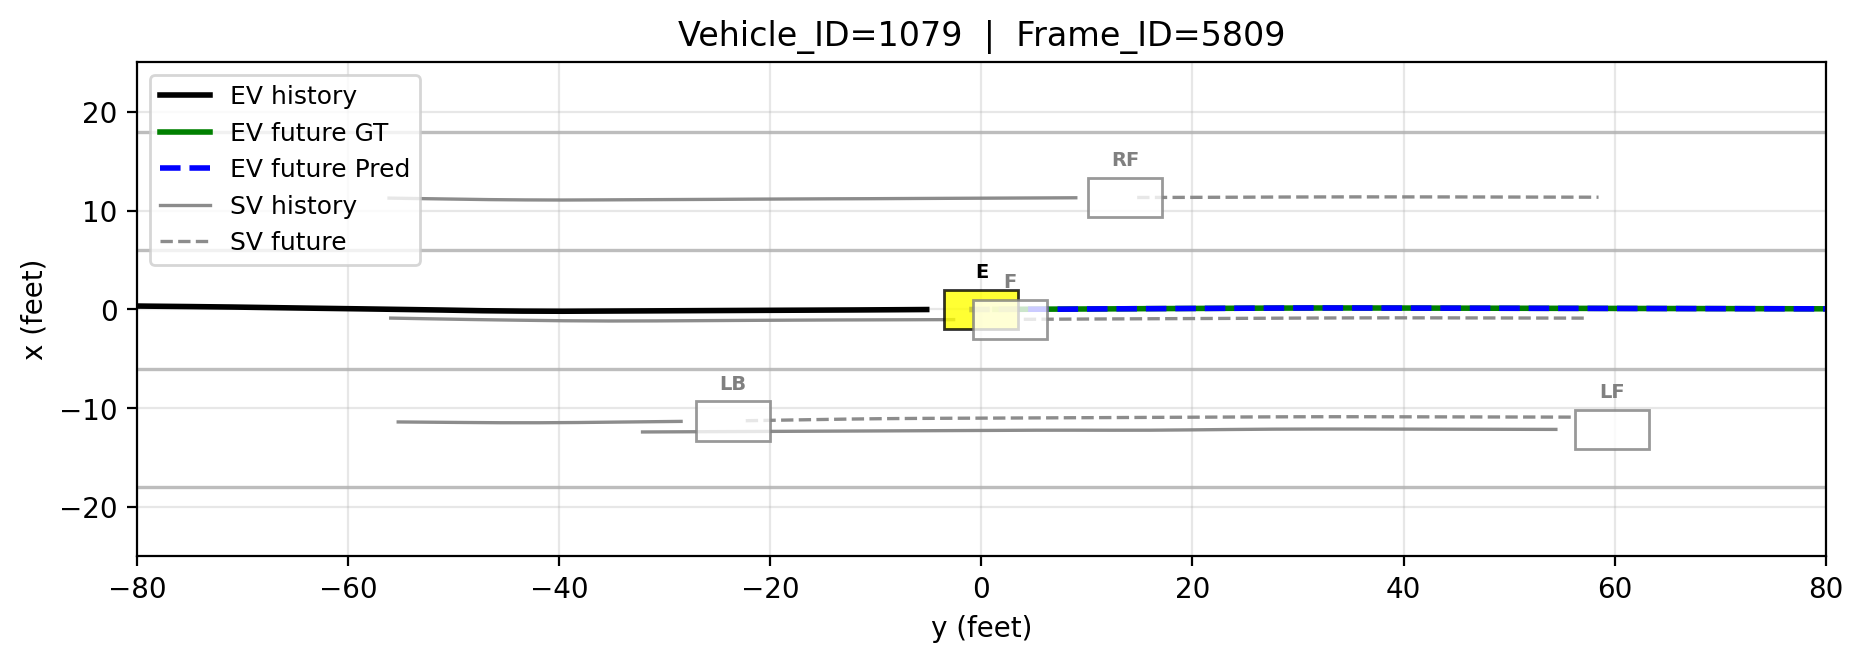 Vehicle_ID=1079 | Frame_ID=5809
EV history
EV future GT
EV future Pred
SV history
SV future
RF
E
F
LB
LF
20
10
0
−10
−20
x (feet)
−80
−60
−40
−20
0
20
40
60
80
y (feet)